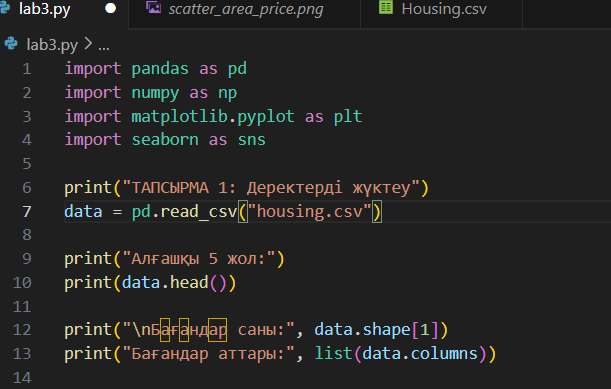 lab3.py scatter_area_price.png Housing.csv
lab3.py > ...
1 import pandas as pd
2 import numpy as np
3 import matplotlib.pyplot as plt
4 import seaborn as sns
5
6 print("ТАПСЫРМА 1: Деректерді жүктеу")
7 data = pd.read_csv("housing.csv")
8
9 print("Алғашқы 5 жол:")
10 print(data.head())
11
12 print("\nБағандар саны:", data.shape[1])
13 print("Бағандар аттары:", list(data.columns))
14